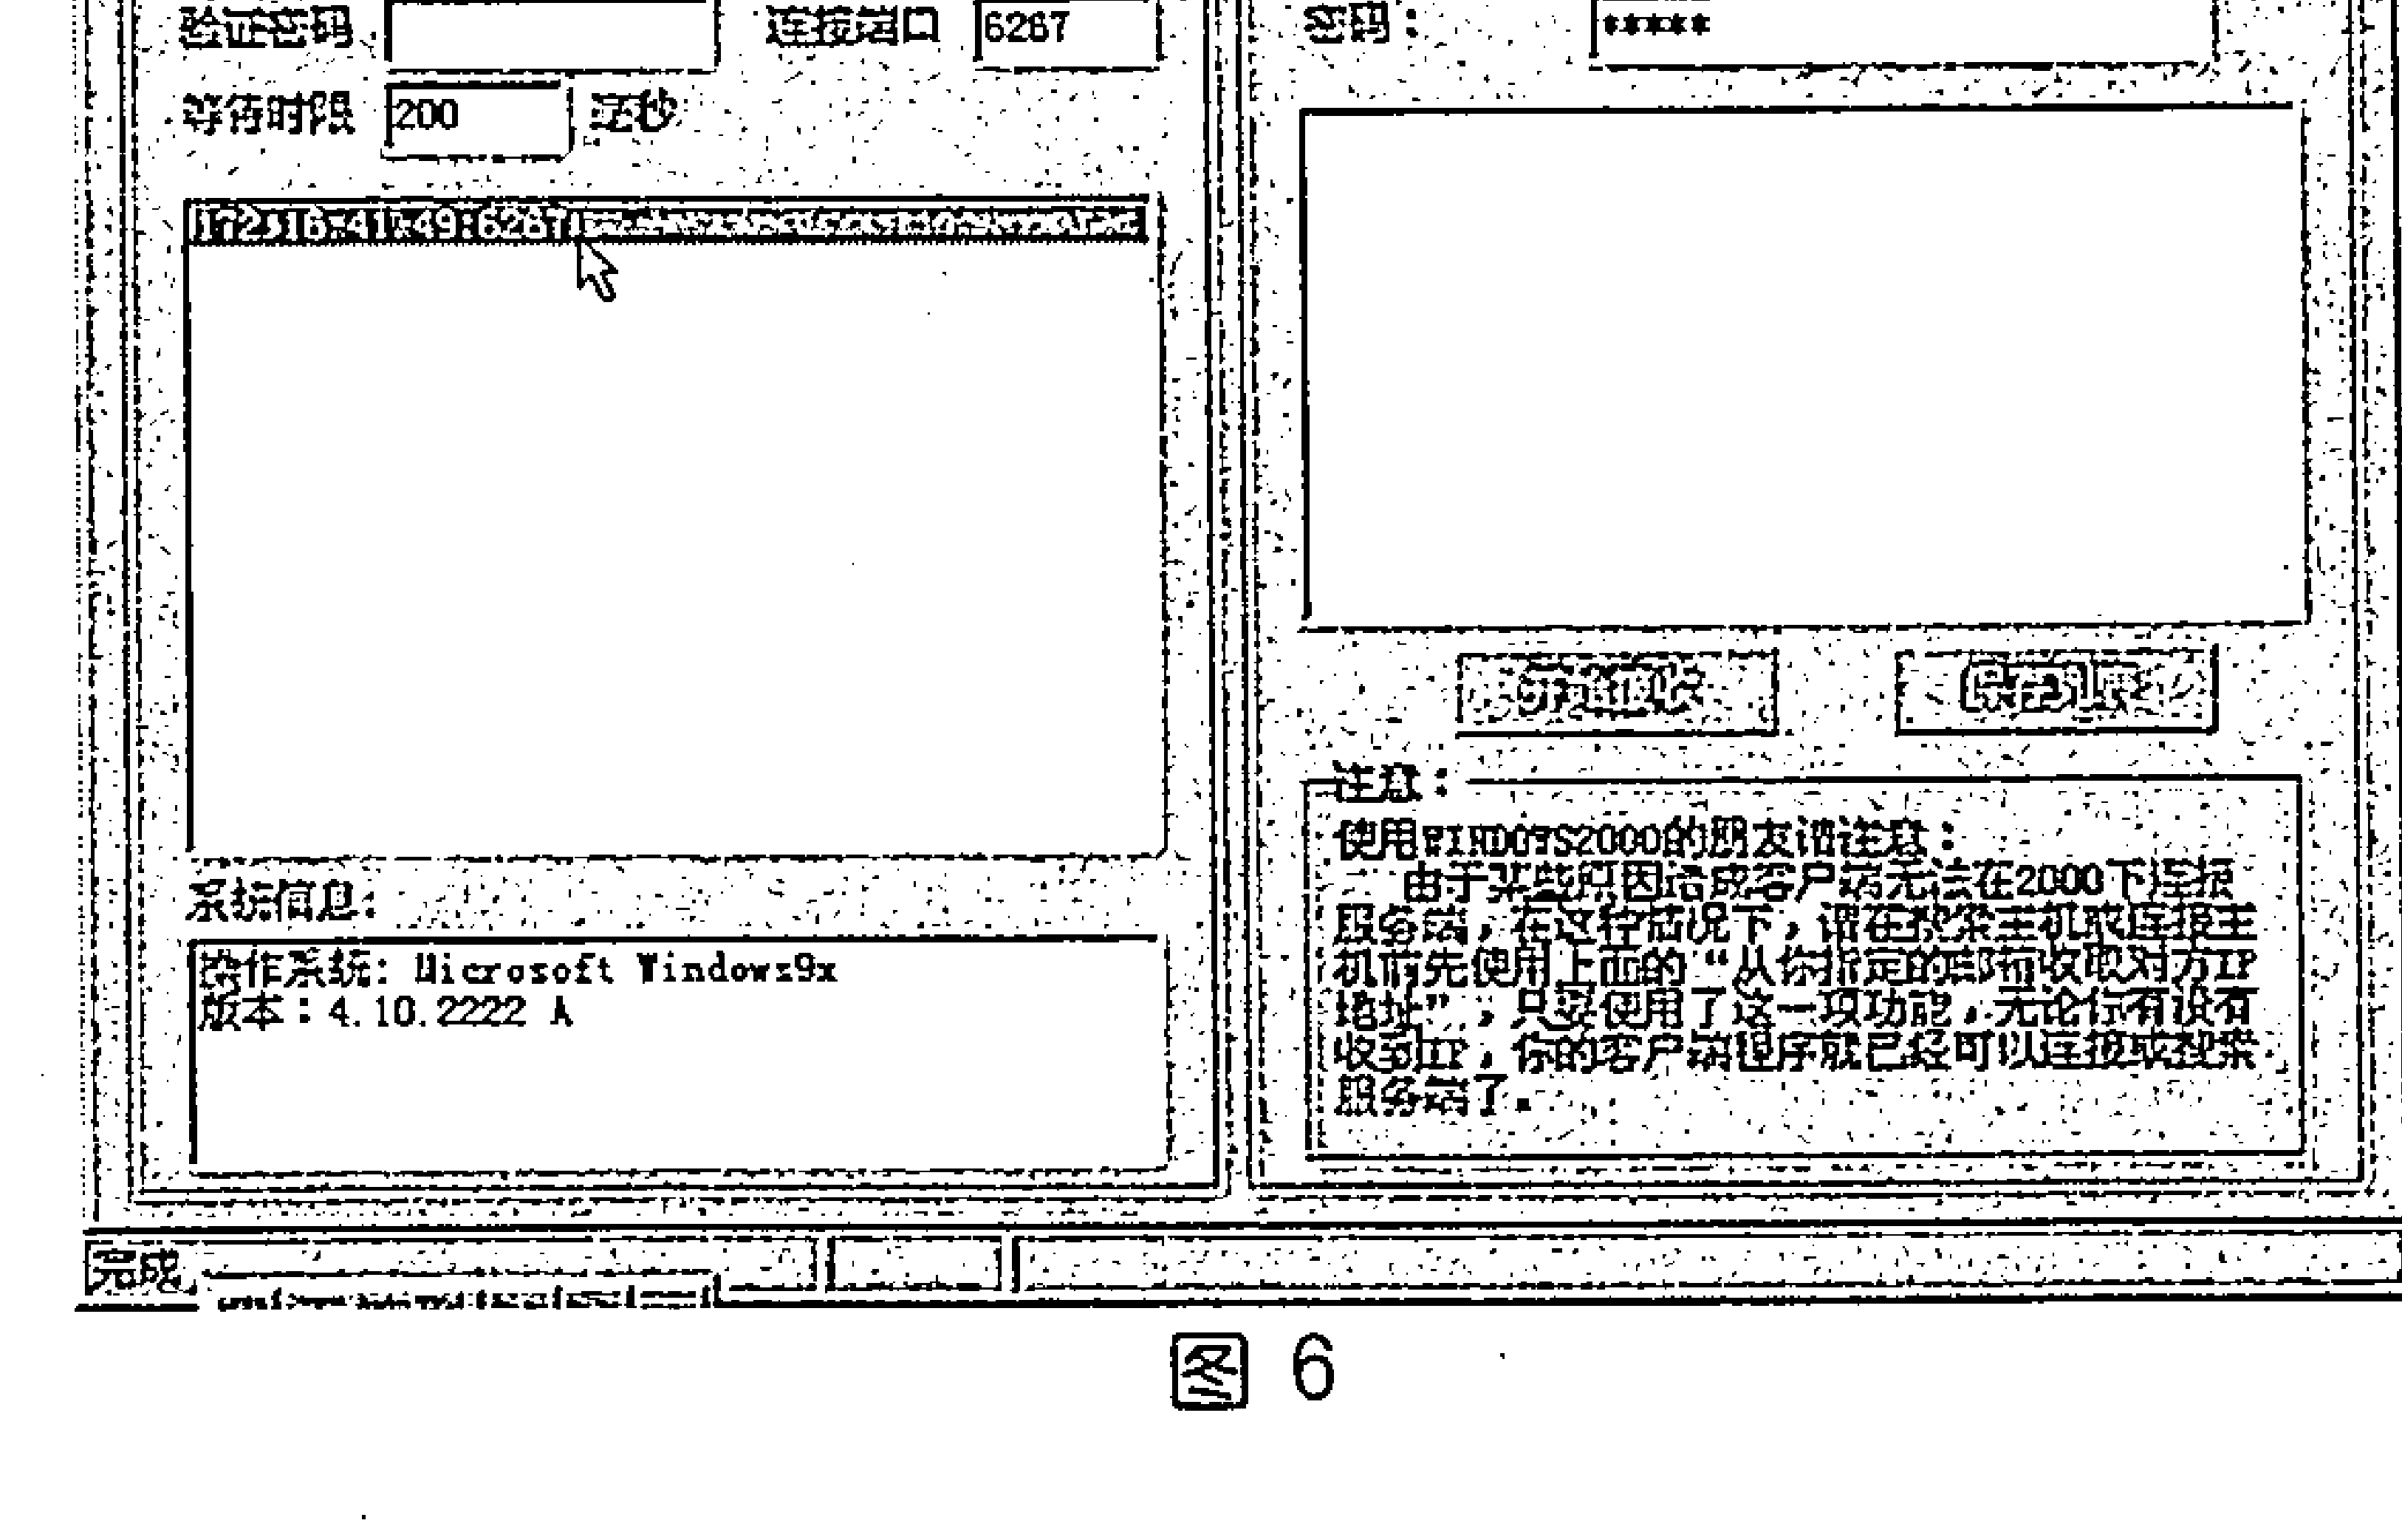 验证密码
连接端口
6267
等待时限
200
毫秒
172.16.41.49:6267
系统信息:
操作系统: Microsoft Windows9x
版本：4.10.2222 A
密码：
*****
开始接收
注意：
使用WINDOWS2000的朋友请注意：
由于某些原因造成客户端无法在2000下连接
服务端，在这种情况下，请在搜索主机或连接主
机前先使用上面的“从你指定的邮箱收取对方IP
地址”，只要使用了这一项功能，无论你有没有
收到IP，你的客户端程序就已经可以连接或搜索
服务端了.
完成
图 6